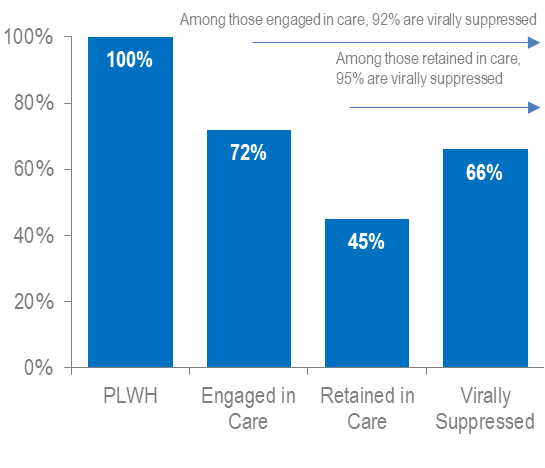 Among those engaged in care, 92% are virally suppressed
Among those retained in care,
95% are virally suppressed
100%
80%
60%
40%
20%
0%
100%
72%
45%
66%
PLWH
Engaged in
Care
Retained in
Care
Virally
Suppressed